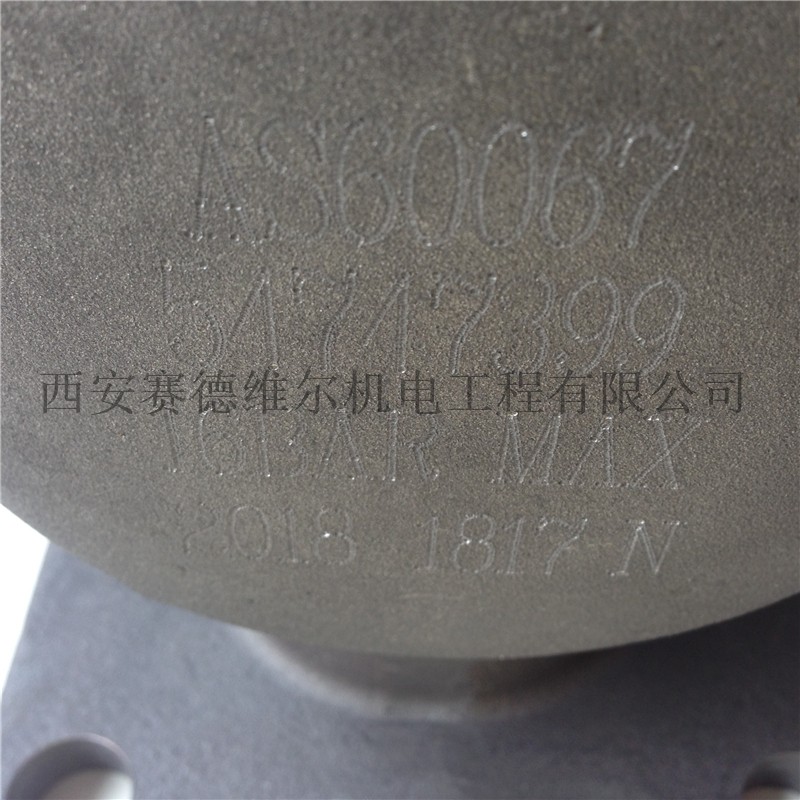 AS60067
54747399
西安赛德维尔机电工程有限公司
16BAR MAX
2018 1817-N